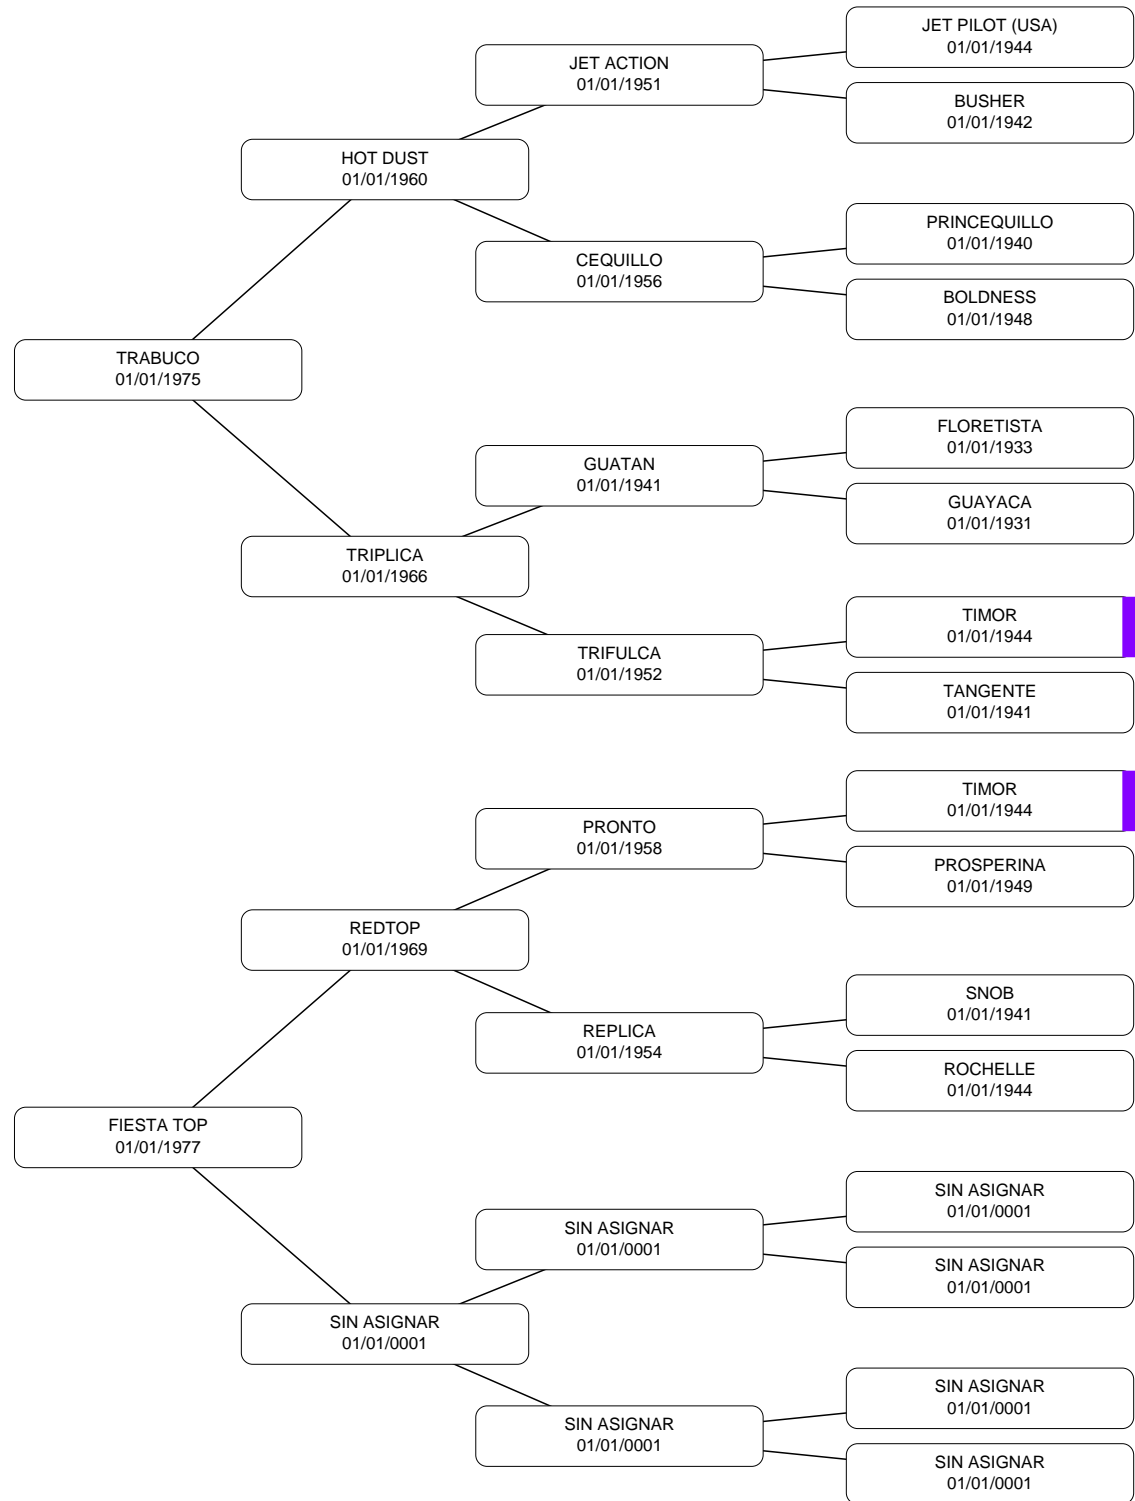 JET PILOT (USA)
01/01/1944
JET ACTION
01/01/1951
BUSHER
01/01/1942
HOT DUST
01/01/1960
PRINCEQUILLO
01/01/1940
CEQUILLO
01/01/1956
BOLDNESS
01/01/1948
TRABUCO
01/01/1975
FLORETISTA
01/01/1933
GUATAN
01/01/1941
GUAYACA
01/01/1931
TRIPLICA
01/01/1966
TIMOR
01/01/1944
TRIFULCA
01/01/1952
TANGENTE
01/01/1941
TIMOR
01/01/1944
PRONTO
01/01/1958
PROSPERINA
01/01/1949
REDTOP
01/01/1969
SNOB
01/01/1941
REPLICA
01/01/1954
ROCHELLE
01/01/1944
FIESTA TOP
01/01/1977
SIN ASIGNAR
01/01/0001
SIN ASIGNAR
01/01/0001
SIN ASIGNAR
01/01/0001
SIN ASIGNAR
01/01/0001
SIN ASIGNAR
01/01/0001
SIN ASIGNAR
01/01/0001
SIN ASIGNAR
01/01/0001